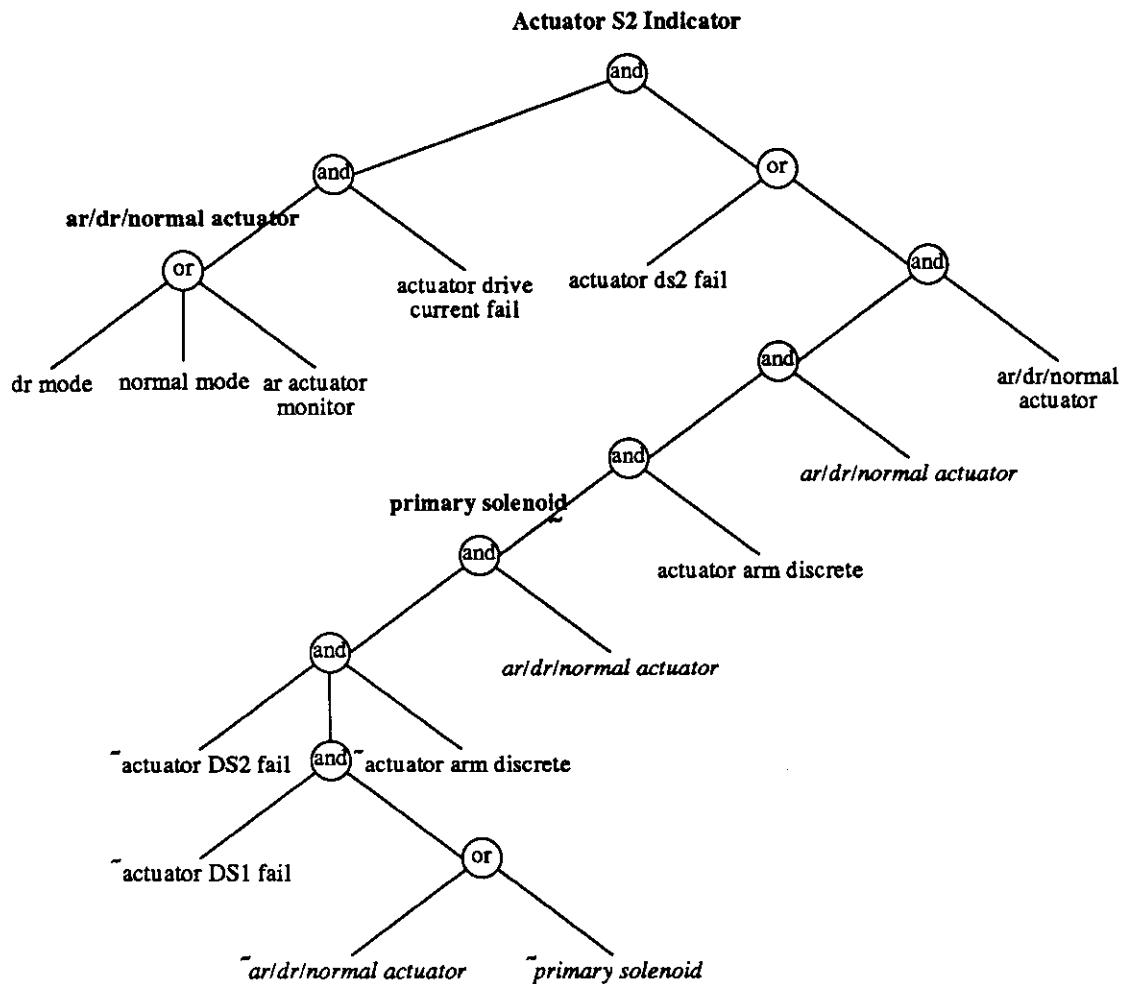 Actuator S2 Indicator
and
and
or
ar/dr/normal actuator
or
actuator drive
current fail
actuator ds2 fail
and
dr mode
normal mode
ar actuator
monitor
and
ar/dr/normal
actuator
and
ar/dr/normal actuator
primary solenoid
~
and
actuator arm discrete
and
ar/dr/normal actuator
~actuator DS2 fail
and
~actuator arm discrete
~actuator DS1 fail
or
~ar/dr/normal actuator
~primary solenoid